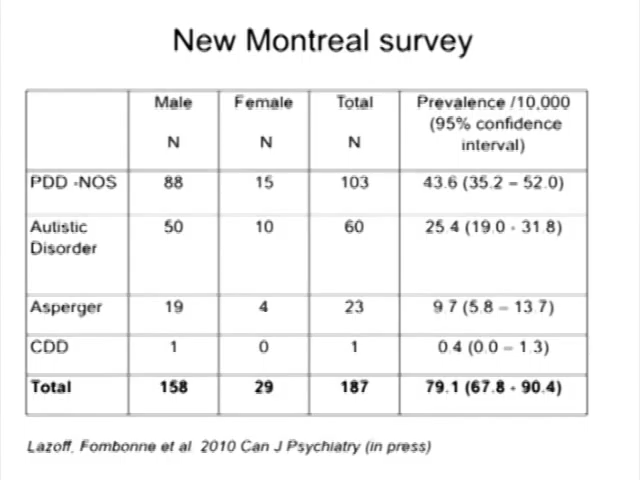 New Montreal survey
Male Female Total Prevalence /10,000
(95% confidence
N N N interval)
PDD -NOS 88 15 103 43.6 (35.2 – 52.0)
Autistic 50 10 60 25.4 (19.0 - 31.8)
Disorder
Asperger 19 4 23 9.7 (5.8 – 13.7)
CDD 1 0 1 0.4 (0.0 – 1.3)
Total 158 29 187 79.1 (67.8 - 90.4)
Lazoff, Fombonne et al 2010 Can J Psychiatry (in press)